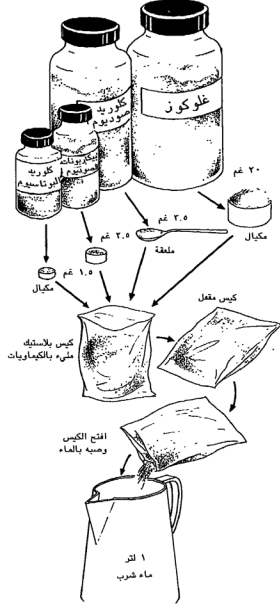 غلوكوز
كلوريد
صوديوم
بيكربونات
الصوديوم
كلوريد
البوتاسيوم
٢٠ غم
مكيال
٣.٥ غم
ملعقة
٢.٥ غم
١.٥ غم
مكيال
كيس مقفل
كيس بلاستيك
مليء بالكيماويات
افتح الكيس
وصبه بالماء
١ لتر
ماء شرب